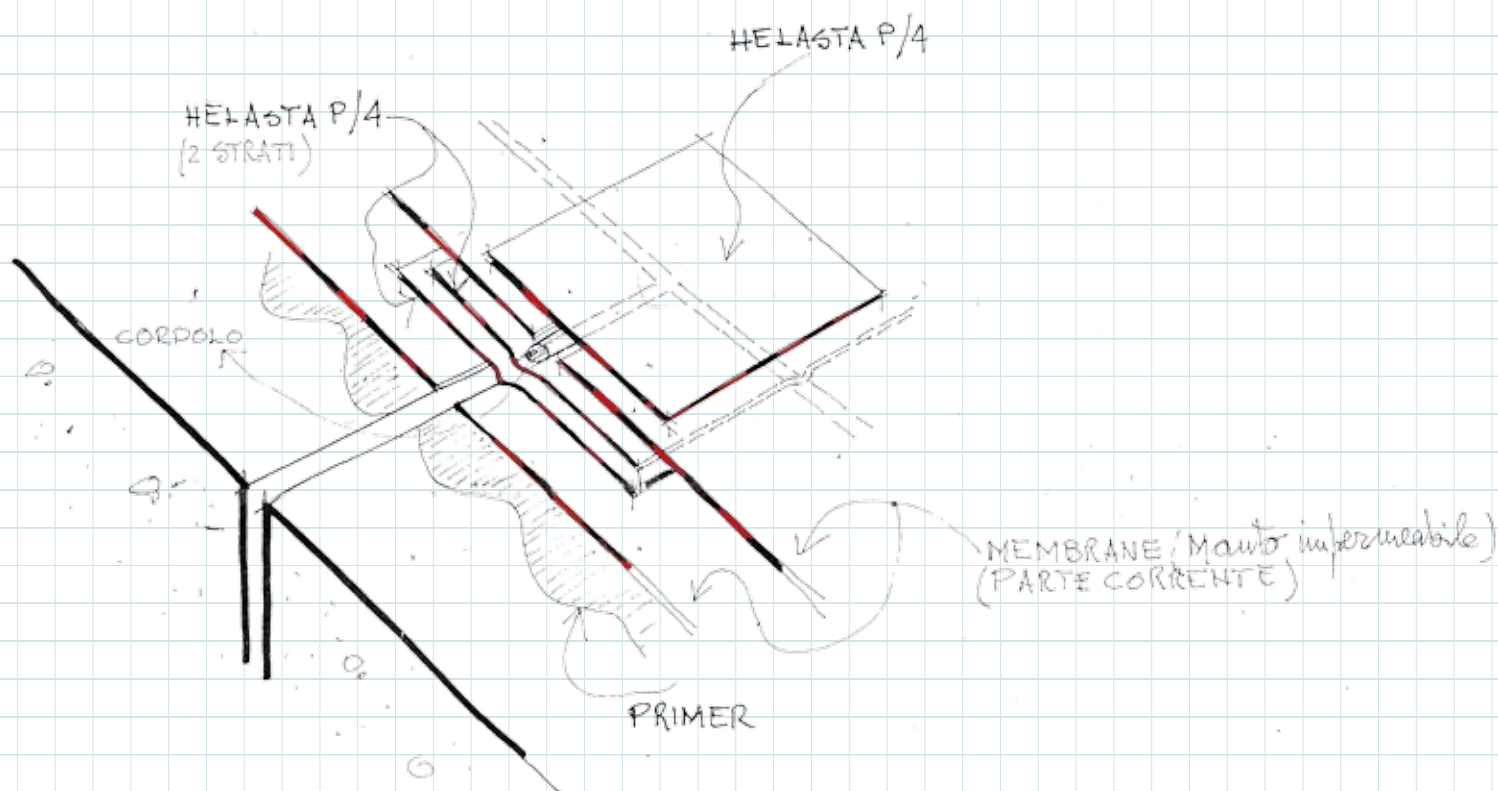 HELASTA P/4
HELASTA P/4
(2 STRATI)
CORDOLO
MEMBRANE (Manto impermeabile)
(PARTE CORRENTE)
PRIMER